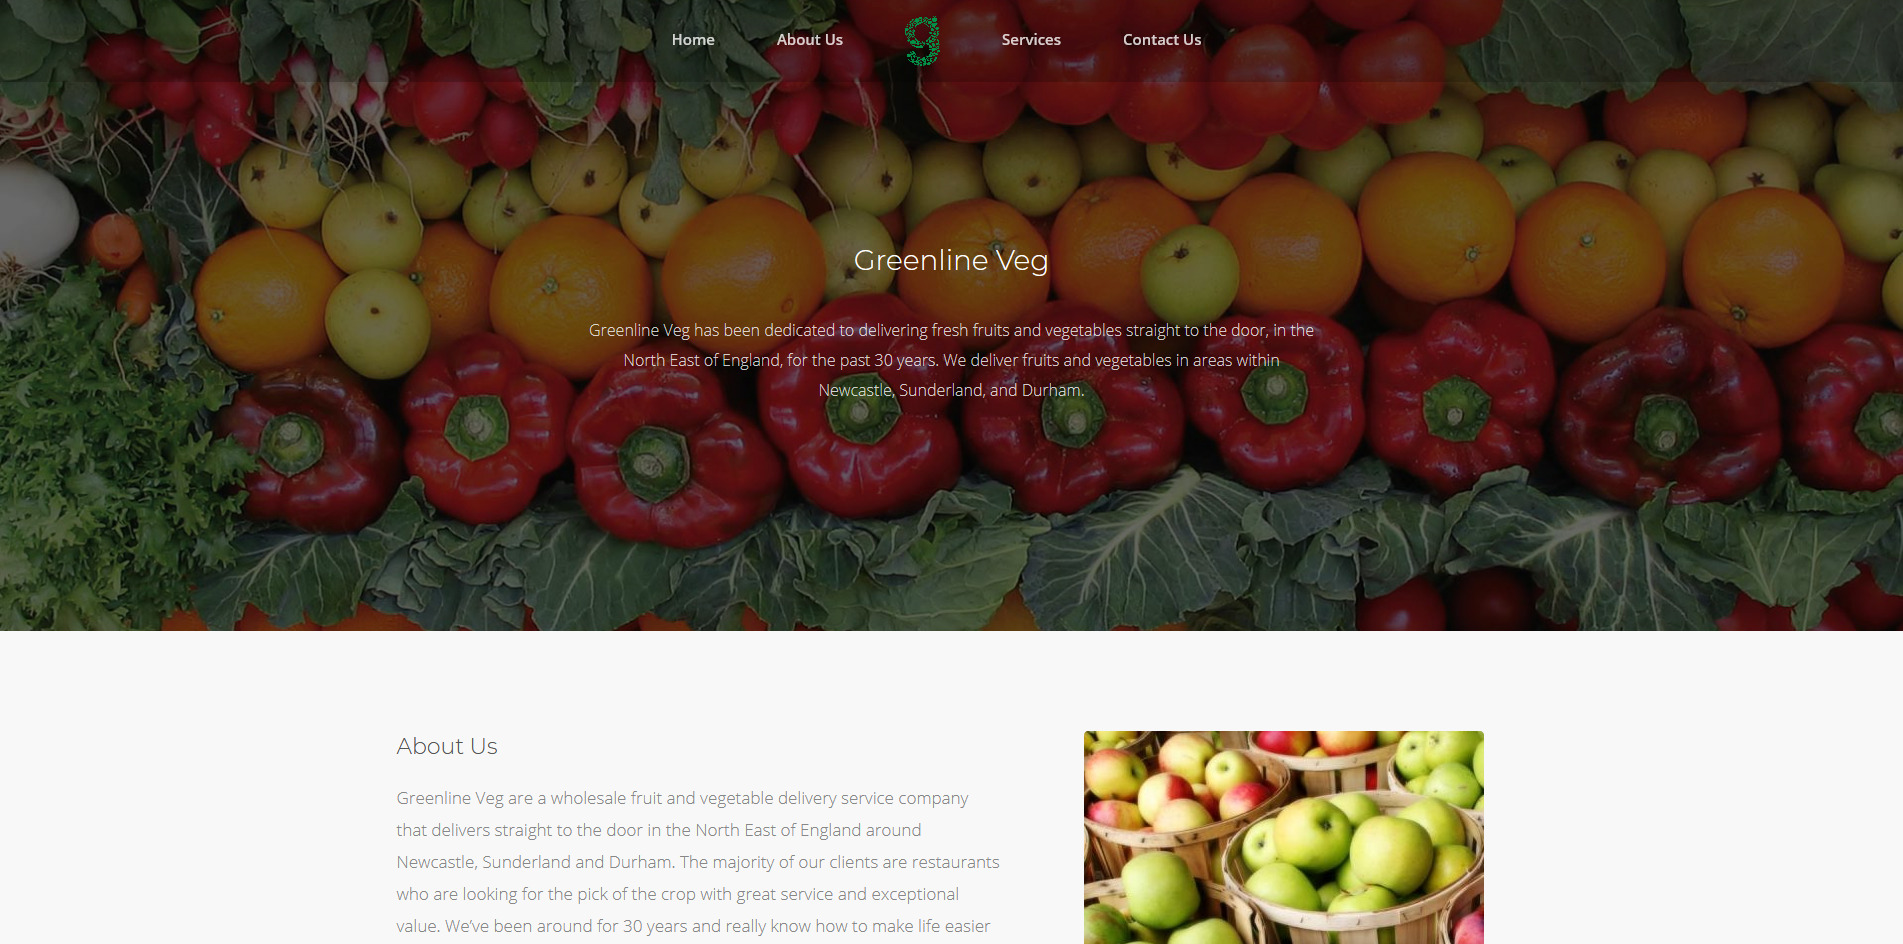 Home About Us g Services Contact Us
Greenline Veg
Greenline Veg has been dedicated to delivering fresh fruits and vegetables straight to the door, in the
North East of England, for the past 30 years. We deliver fruits and vegetables in areas within
Newcastle, Sunderland, and Durham.
About Us
Greenline Veg are a wholesale fruit and vegetable delivery service company
that delivers straight to the door in the North East of England around
Newcastle, Sunderland and Durham. The majority of our clients are restaurants
who are looking for the pick of the crop with great service and exceptional
value. We’ve been around for 30 years and really know how to make life easier